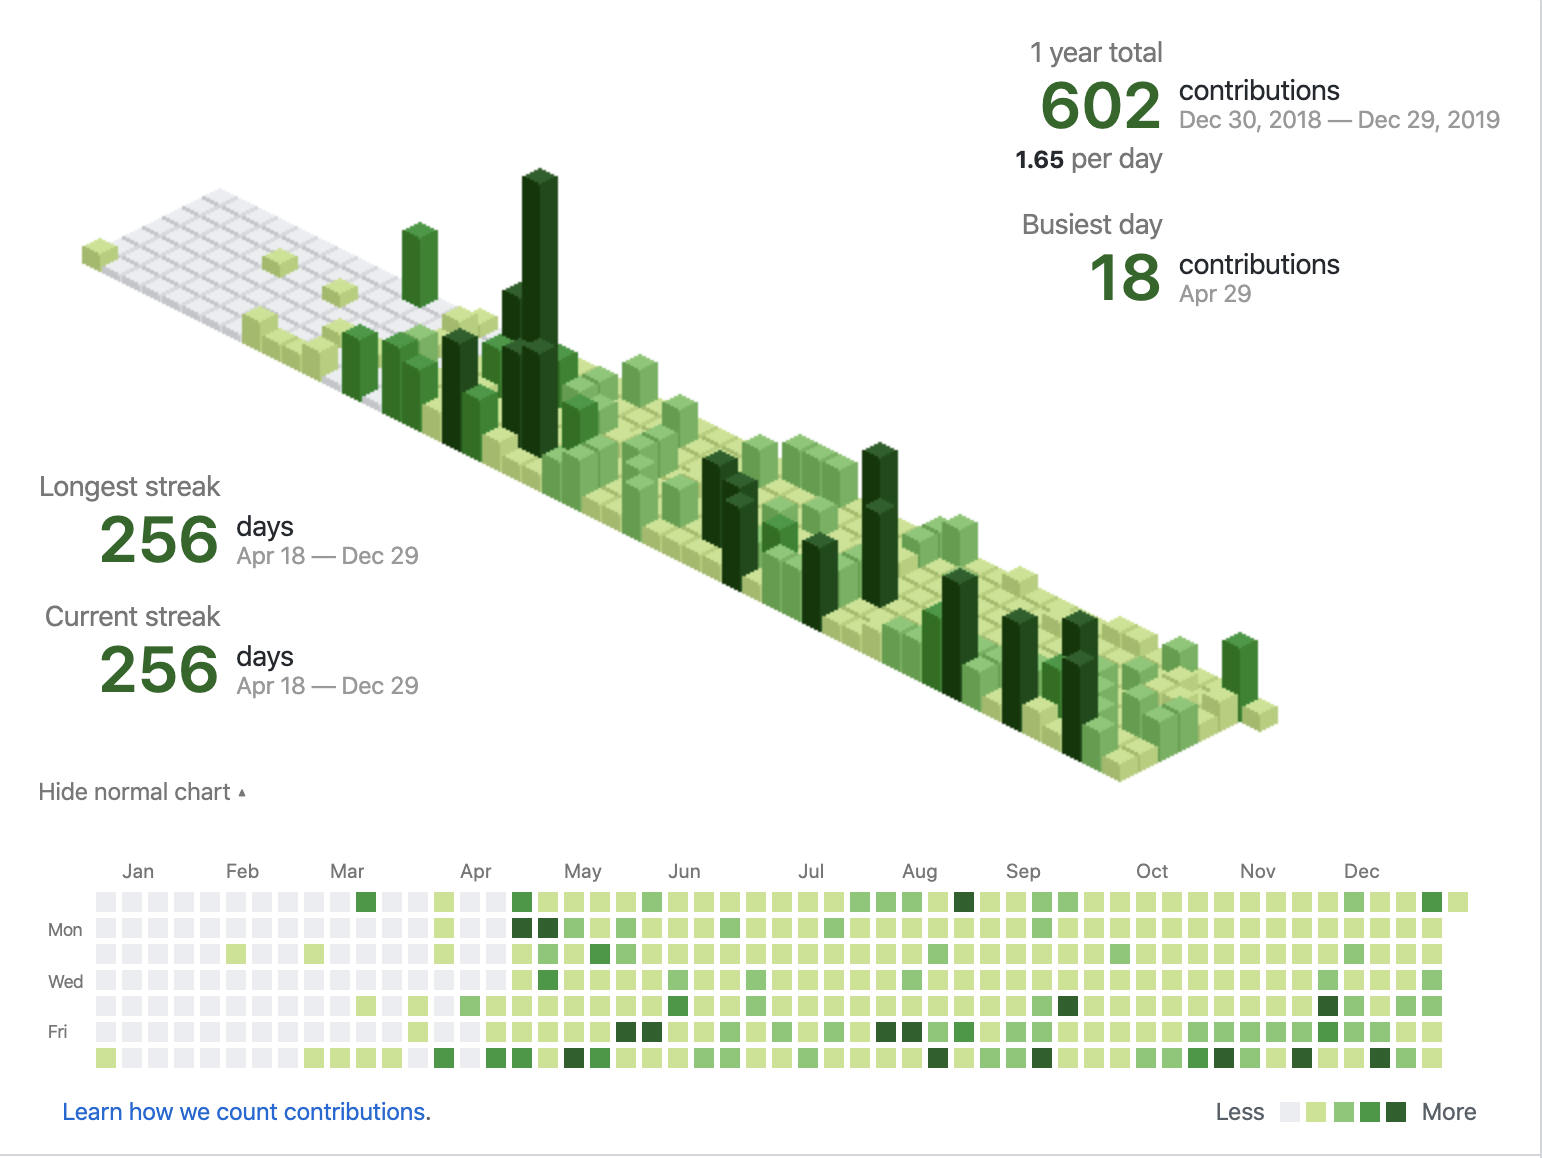 1 year total
602 contributions
Dec 30, 2018 — Dec 29, 2019
1.65 per day
Busiest day
18 contributions
Apr 29
Longest streak
256 days
Apr 18 — Dec 29
Current streak
256 days
Apr 18 — Dec 29
Hide normal chart ▴
Jan Feb Mar Apr May Jun Jul Aug Sep Oct Nov Dec
Mon
Wed
Fri
Learn how we count contributions.
Less More